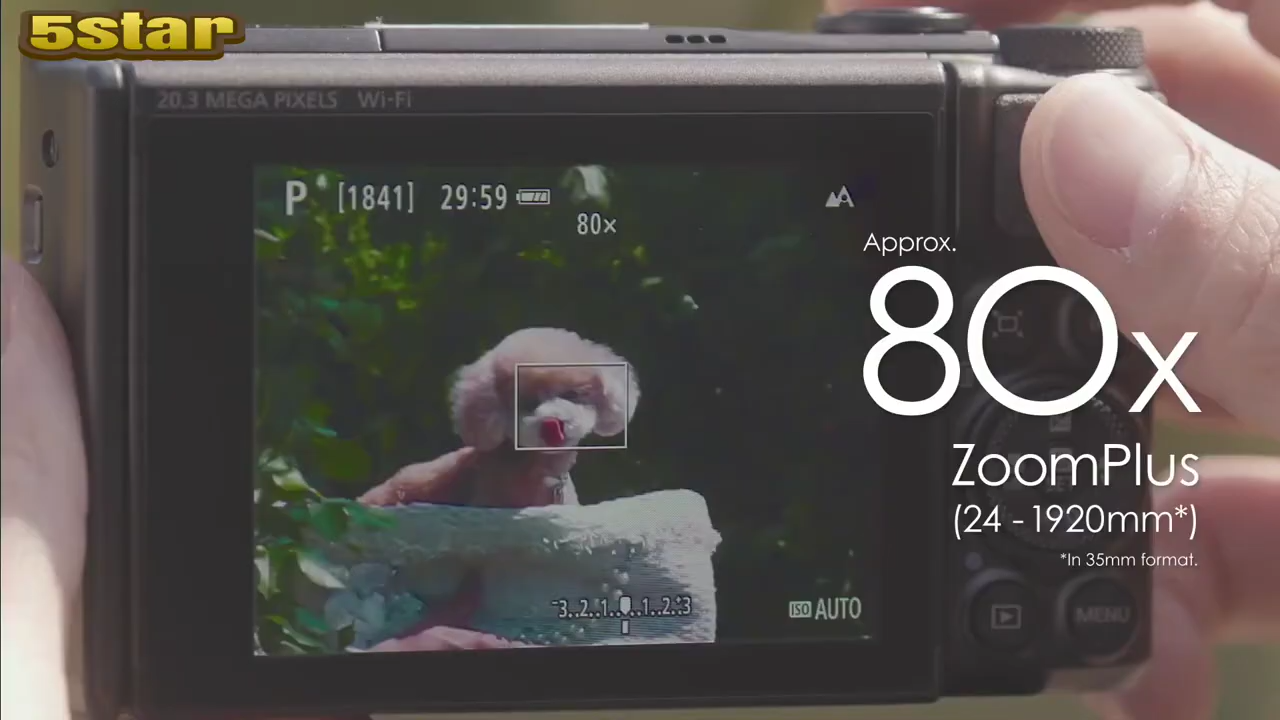 5star
20.3 MEGA PIXELS Wi-Fi
P [1841] 29:59
80×
Approx.
80x
ZoomPlus
(24 - 1920mm*)
*In 35mm format.
-3..2..1..0..1..2..3
ISO AUTO
MENU